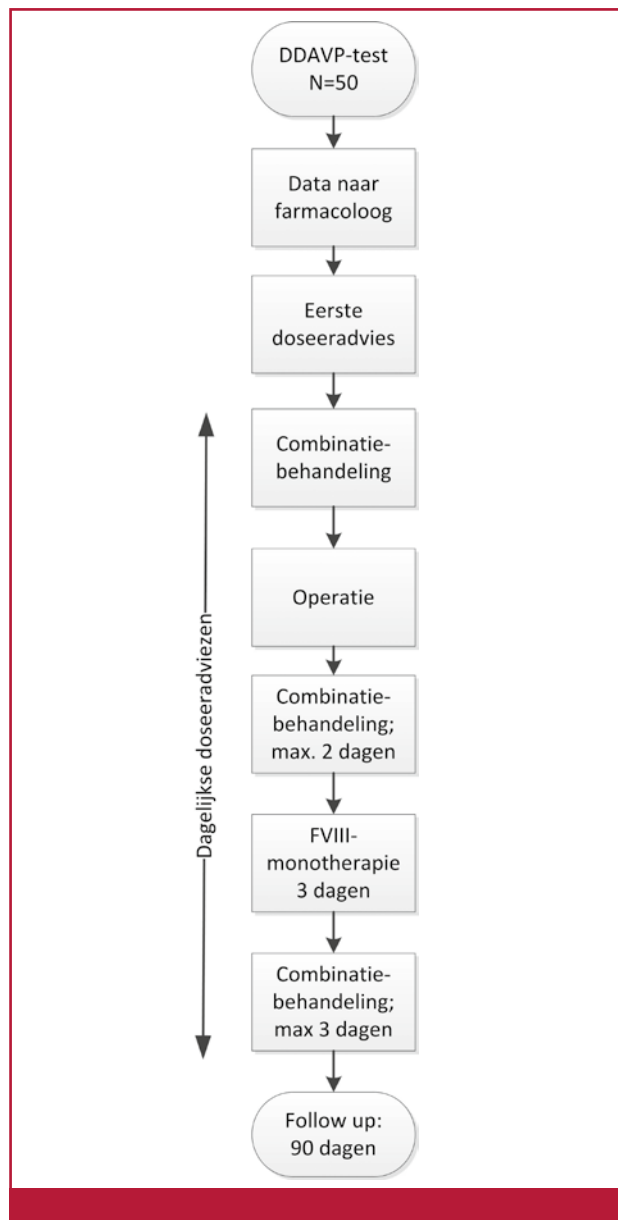 DDAVP-test
N=50
Data naar
farmacoloog
Eerste
doseeradvies
Combinatie-
behandeling
Operatie
Combinatie-
behandeling;
max. 2 dagen
FVIII-
monotherapie
3 dagen
Combinatie-
behandeling;
max 3 dagen
Follow up:
90 dagen
Dagelijkse doseeradviezen